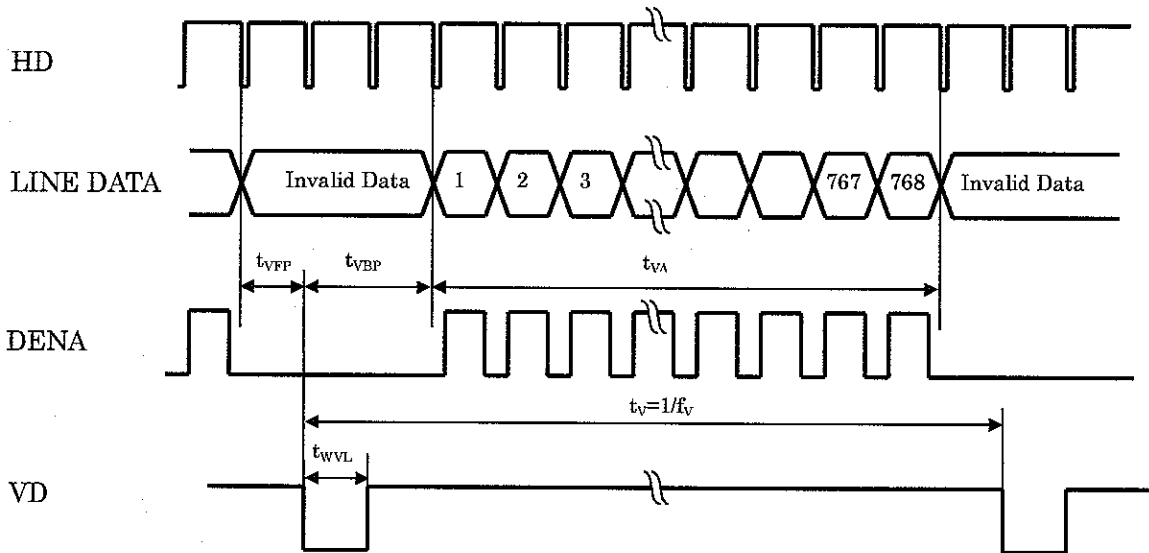 HD
LINE DATA
Invalid Data
1
2
3
767
768
Invalid Data
tVFP
tVBP
tVA
DENA
tV=1/fV
tWVL
VD